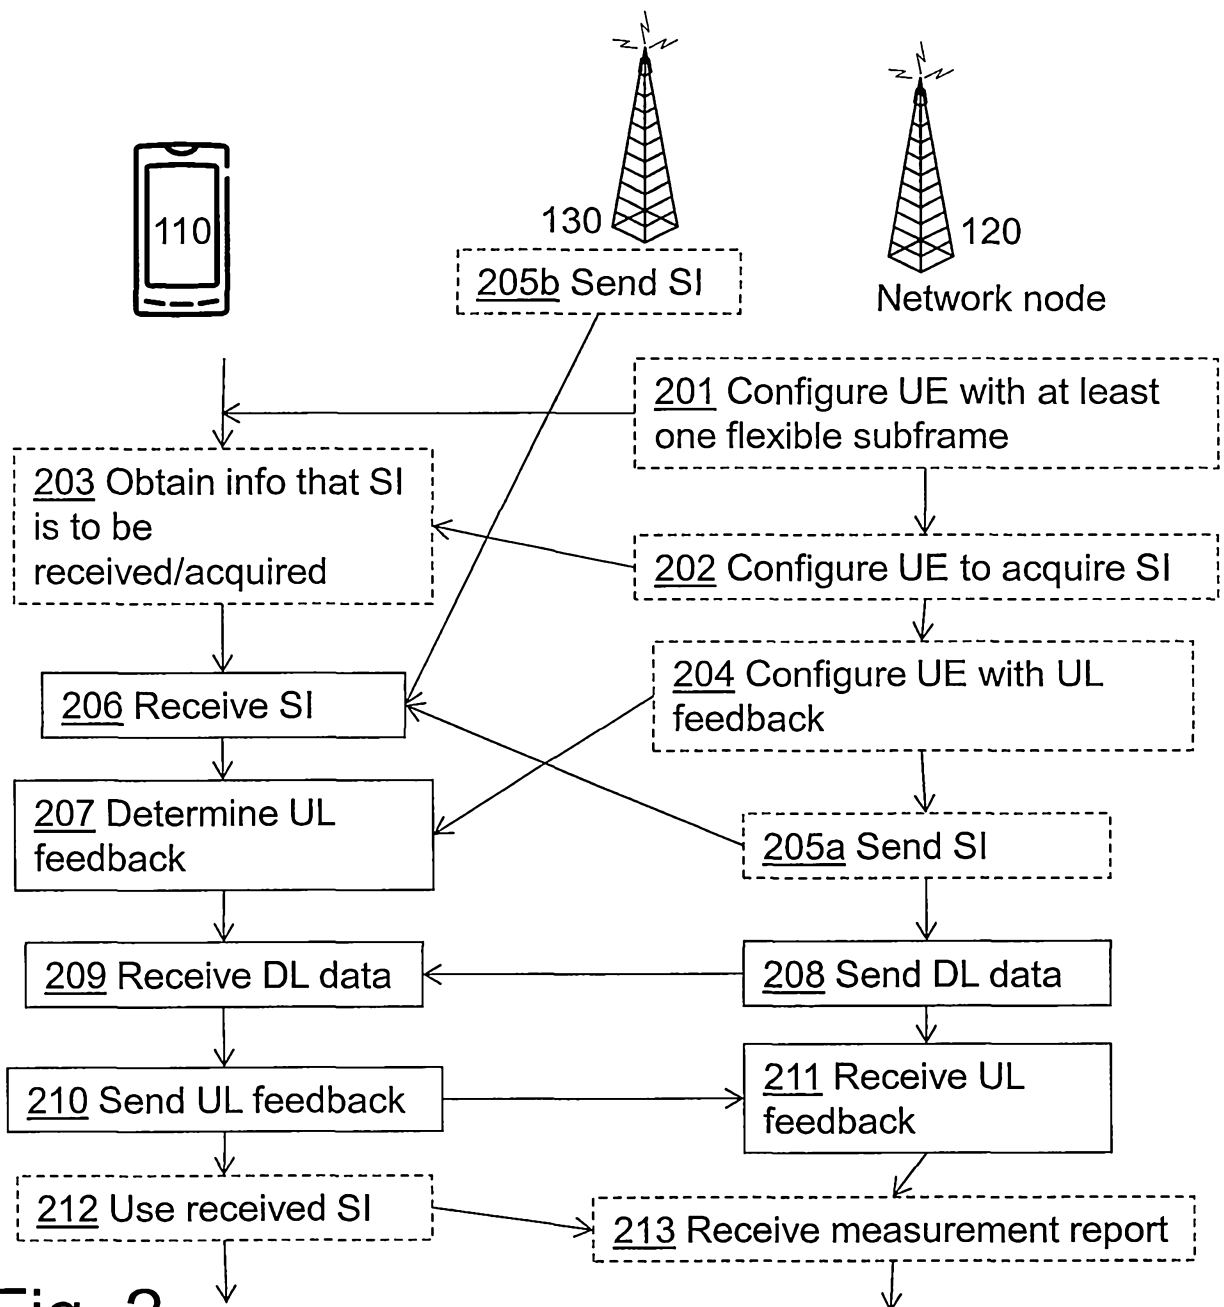 110
130
120
205b Send SI
Network node
201 Configure UE with at least
one flexible subframe
203 Obtain info that SI
is to be
received/acquired
202 Configure UE to acquire SI
204 Configure UE with UL
feedback
206 Receive SI
207 Determine UL
feedback
205a Send SI
209 Receive DL data
208 Send DL data
210 Send UL feedback
211 Receive UL
feedback
212 Use received SI
213 Receive measurement report
Fig. 2